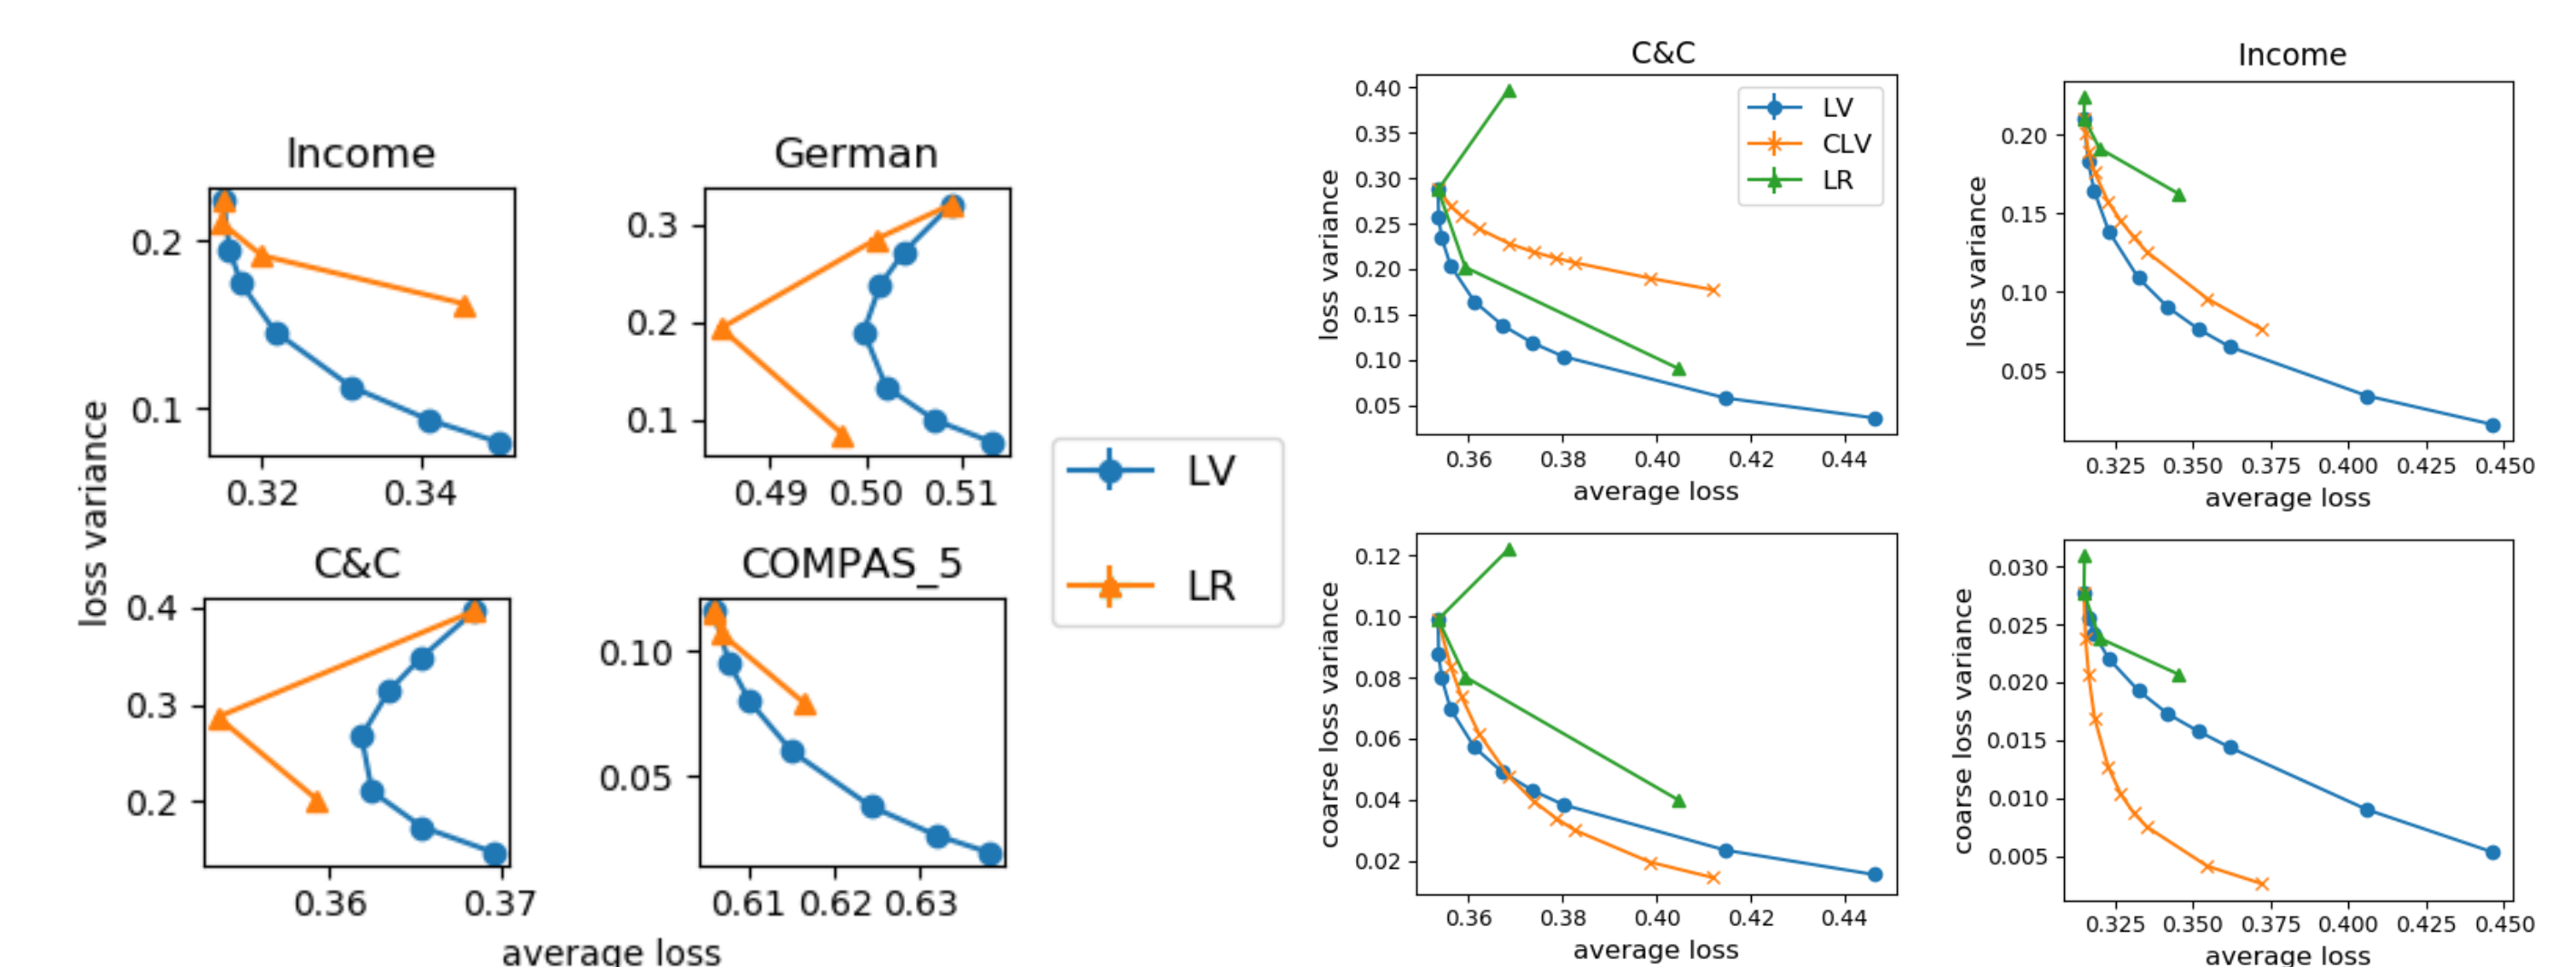 Income
German
0.2
0.1
0.32 0.34
0.3
0.2
0.1
0.49 0.50 0.51
C&C
COMPAS_5
0.4
0.3
0.2
0.36 0.37
0.10
0.05
0.61 0.62 0.63
loss variance
average loss
LV
LR
C&C
0.40
0.35
0.30
0.25
0.20
0.15
0.10
0.05
loss variance
LV
CLV
LR
0.36 0.38 0.40 0.42 0.44
average loss
Income
0.20
0.15
0.10
0.05
loss variance
0.325 0.350 0.375 0.400 0.425 0.450
average loss
0.12
0.10
0.08
0.06
0.04
0.02
coarse loss variance
0.36 0.38 0.40 0.42 0.44
average loss
0.030
0.025
0.020
0.015
0.010
0.005
coarse loss variance
0.325 0.350 0.375 0.400 0.425 0.450
average loss